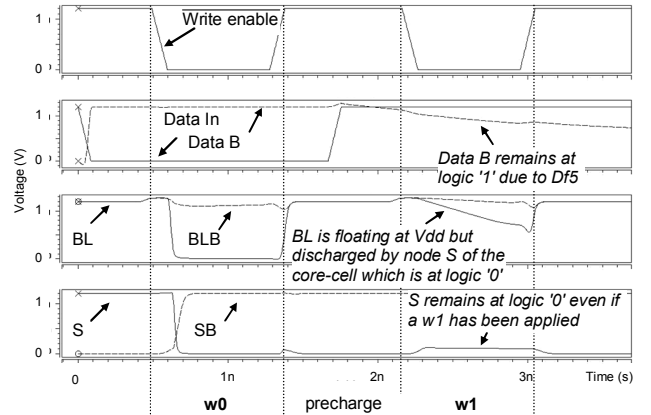 1
Write enable
0
1
Data In
Data B
0
Data B remains at
logic '1' due to Df5
Voltage (V)
1
BL
BLB
BL is floating at Vdd but
discharged by node S of the
core-cell which is at logic '0'
0
1
S
SB
S remains at logic '0' even if
a w1 has been applied
0
0 1n 2n 3n Time (s)
w0 precharge w1